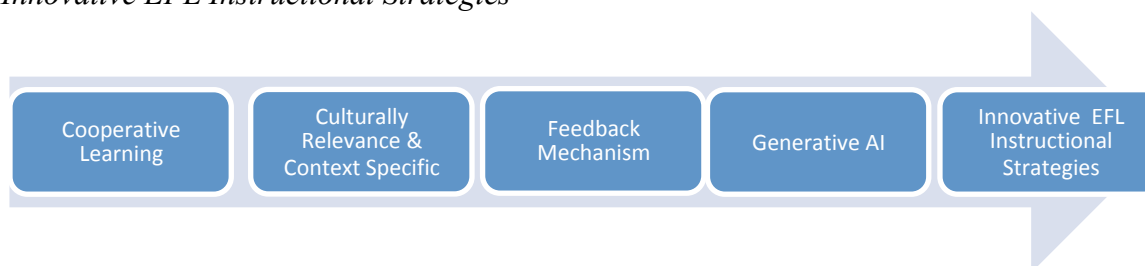 Innovative EFL Instructional Strategies
Cooperative
Learning
Culturally
Relevance &
Context Specific
Feedback
Mechanism
Generative AI
Innovative EFL
Instructional
Strategies